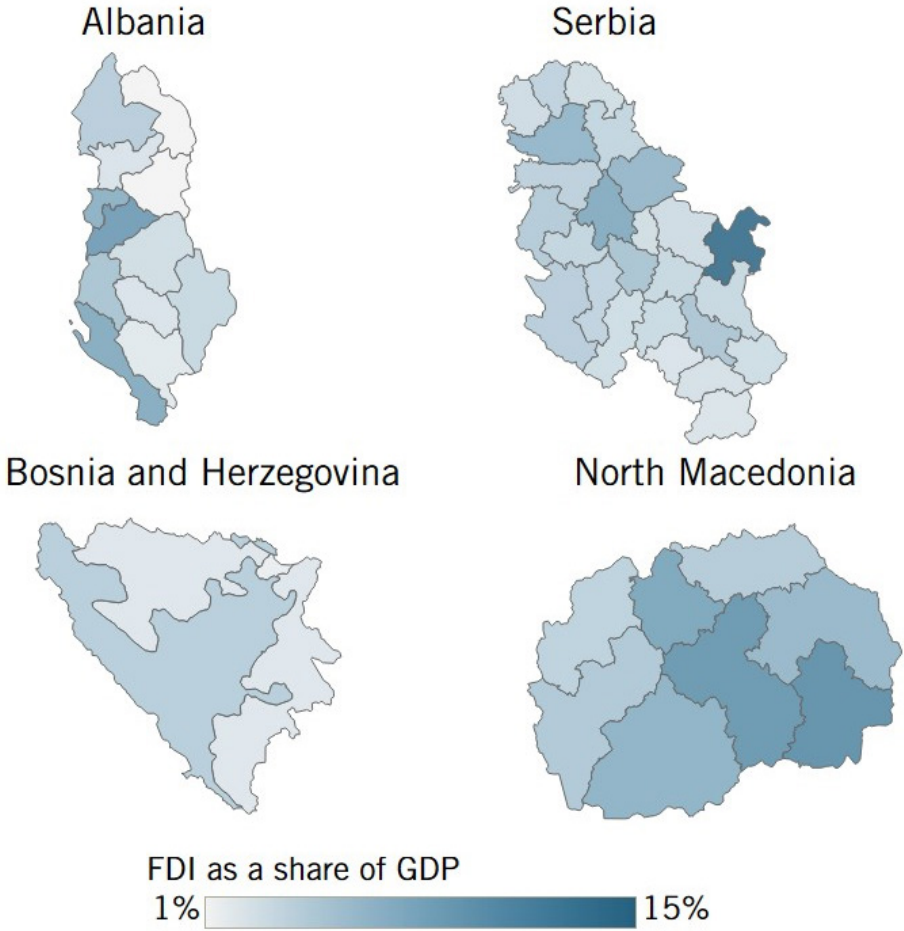 Albania
Serbia
Bosnia and Herzegovina
North Macedonia
FDI as a share of GDP
1%
15%